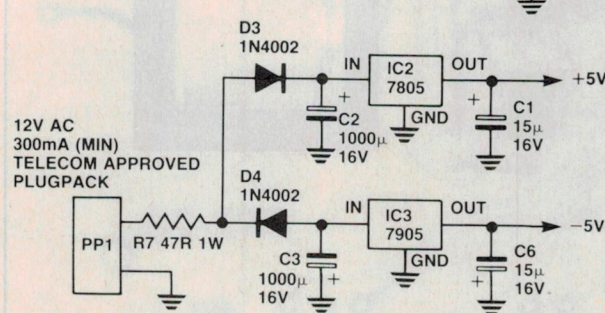 D3
1N4002
IN
IC2
7805
OUT
+5V
+
+
GND
C2
1000µ
16V
C1
15µ
16V
12V AC
300mA (MIN)
TELECOM APPROVED
PLUGPACK
D4
1N4002
IN
IC3
7905
OUT
−5V
PP1
R7 47R 1W
GND
C3
1000µ
16V
+
C6
15µ
16V
+